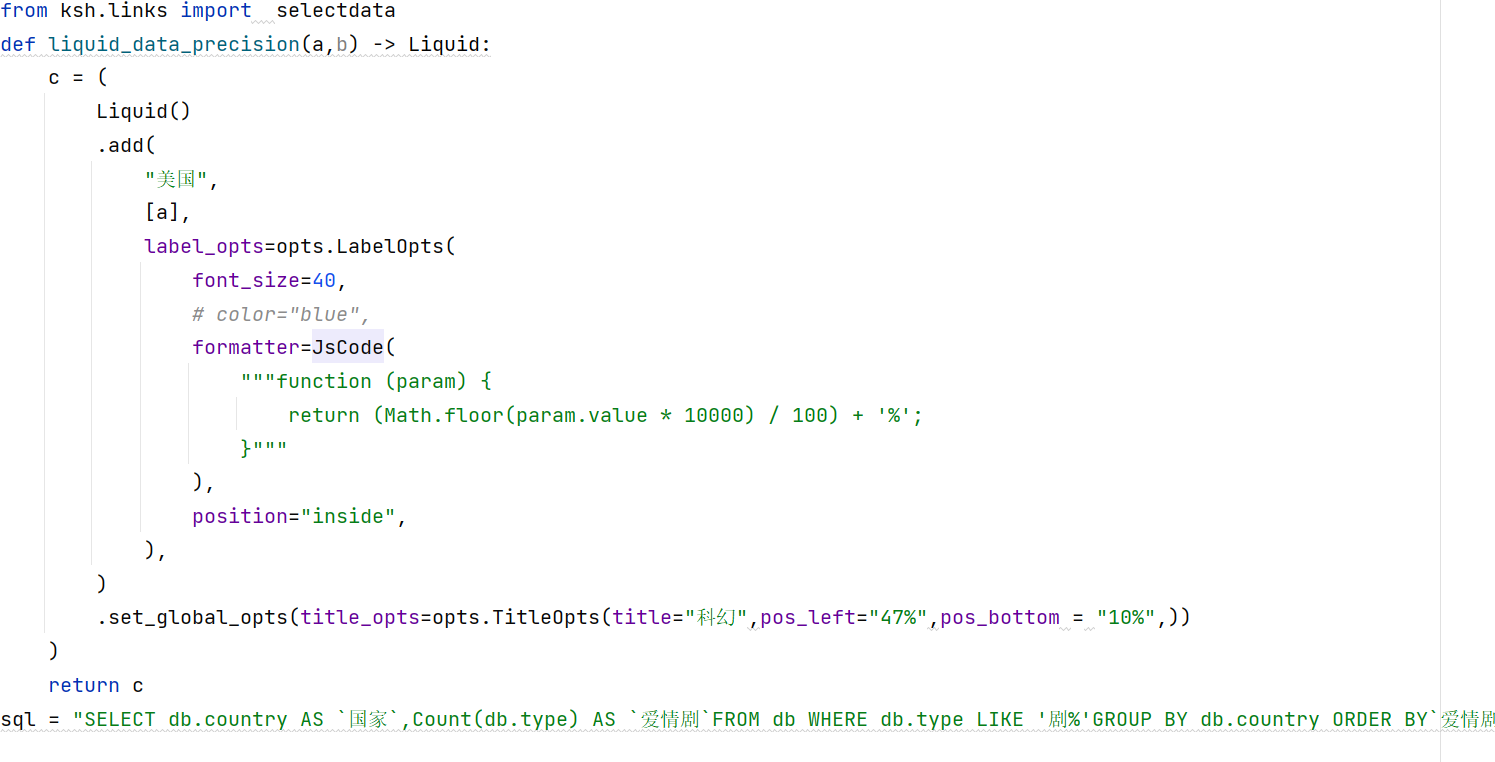 from ksh.links import  selectdata
def liquid_data_precision(a,b) -> Liquid:
    c = (
        Liquid()
        .add(
            "美国",
            [a],
            label_opts=opts.LabelOpts(
                font_size=40,
                # color="blue",
                formatter=JsCode(
                    """function (param) {
                        return (Math.floor(param.value * 10000) / 100) + '%';
                    }"""
                ),
                position="inside",
            ),
        )
        .set_global_opts(title_opts=opts.TitleOpts(title="科幻",pos_left="47%",pos_bottom = "10%",))
    )
    return c
sql = "SELECT db.country AS `国家`,Count(db.type) AS `爱情剧`FROM db WHERE db.type LIKE '剧%'GROUP BY db.country ORDER BY`爱情剧